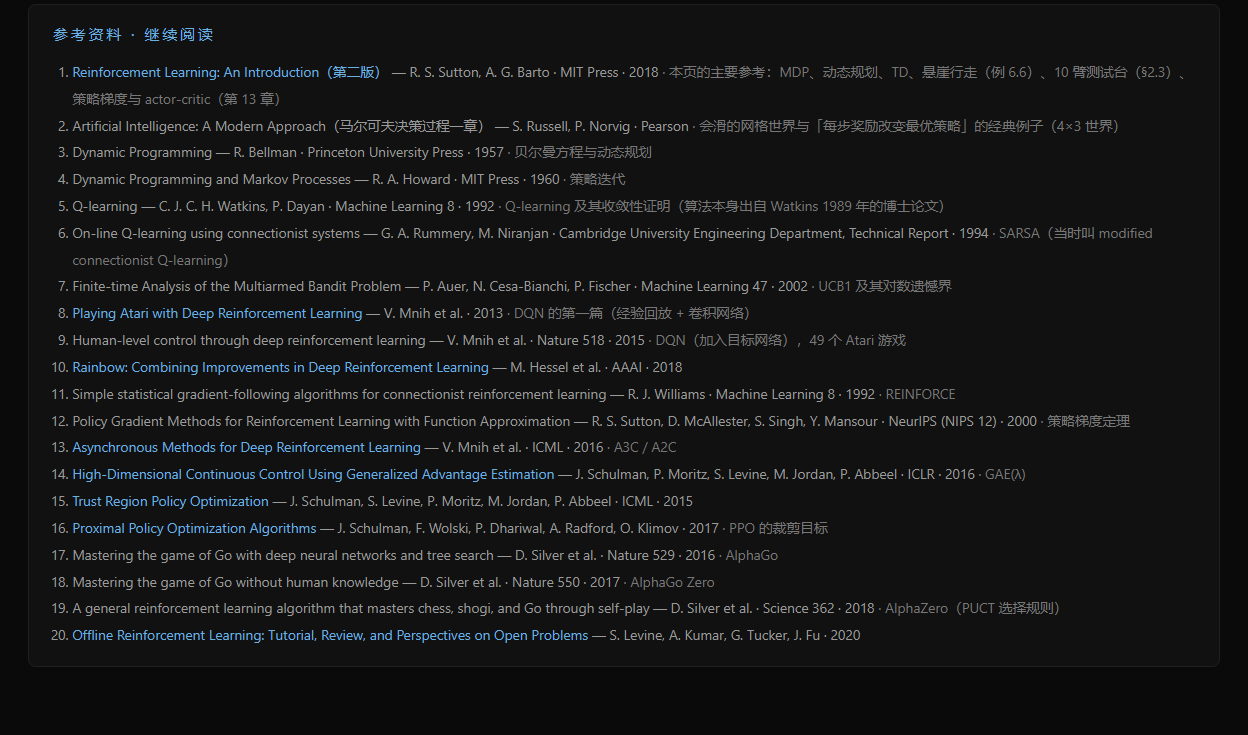 参考资料 · 继续阅读
1. Reinforcement Learning: An Introduction（第二版） — R. S. Sutton, A. G. Barto · MIT Press · 2018 · 本页的主要参考：MDP、动态规划、TD、悬崖行走（例 6.6）、10 臂测试台（§2.3）、
策略梯度与 actor-critic（第 13 章）
2. Artificial Intelligence: A Modern Approach（马尔可夫决策过程一章） — S. Russell, P. Norvig · Pearson · 会滑的网格世界与「每步奖励改变最优策略」的经典例子（4×3 世界）
3. Dynamic Programming — R. Bellman · Princeton University Press · 1957 · 贝尔曼方程与动态规划
4. Dynamic Programming and Markov Processes — R. A. Howard · MIT Press · 1960 · 策略迭代
5. Q-learning — C. J. C. H. Watkins, P. Dayan · Machine Learning 8 · 1992 · Q-learning 及其收敛性证明（算法本身出自 Watkins 1989 年的博士论文）
6. On-line Q-learning using connectionist systems — G. A. Rummery, M. Niranjan · Cambridge University Engineering Department, Technical Report · 1994 · SARSA（当时叫 modified
connectionist Q-learning）
7. Finite-time Analysis of the Multiarmed Bandit Problem — P. Auer, N. Cesa-Bianchi, P. Fischer · Machine Learning 47 · 2002 · UCB1 及其对数遗憾界
8. Playing Atari with Deep Reinforcement Learning — V. Mnih et al. · 2013 · DQN 的第一篇（经验回放 + 卷积网络）
9. Human-level control through deep reinforcement learning — V. Mnih et al. · Nature 518 · 2015 · DQN（加入目标网络），49 个 Atari 游戏
10. Rainbow: Combining Improvements in Deep Reinforcement Learning — M. Hessel et al. · AAAI · 2018
11. Simple statistical gradient-following algorithms for connectionist reinforcement learning — R. J. Williams · Machine Learning 8 · 1992 · REINFORCE
12. Policy Gradient Methods for Reinforcement Learning with Function Approximation — R. S. Sutton, D. McAllester, S. Singh, Y. Mansour · NeurIPS (NIPS 12) · 2000 · 策略梯度定理
13. Asynchronous Methods for Deep Reinforcement Learning — V. Mnih et al. · ICML · 2016 · A3C / A2C
14. High-Dimensional Continuous Control Using Generalized Advantage Estimation — J. Schulman, P. Moritz, S. Levine, M. Jordan, P. Abbeel · ICLR · 2016 · GAE(λ)
15. Trust Region Policy Optimization — J. Schulman, S. Levine, P. Moritz, M. Jordan, P. Abbeel · ICML · 2015
16. Proximal Policy Optimization Algorithms — J. Schulman, F. Wolski, P. Dhariwal, A. Radford, O. Klimov · 2017 · PPO 的裁剪目标
17. Mastering the game of Go with deep neural networks and tree search — D. Silver et al. · Nature 529 · 2016 · AlphaGo
18. Mastering the game of Go without human knowledge — D. Silver et al. · Nature 550 · 2017 · AlphaGo Zero
19. A general reinforcement learning algorithm that masters chess, shogi, and Go through self-play — D. Silver et al. · Science 362 · 2018 · AlphaZero（PUCT 选择规则）
20. Offline Reinforcement Learning: Tutorial, Review, and Perspectives on Open Problems — S. Levine, A. Kumar, G. Tucker, J. Fu · 2020